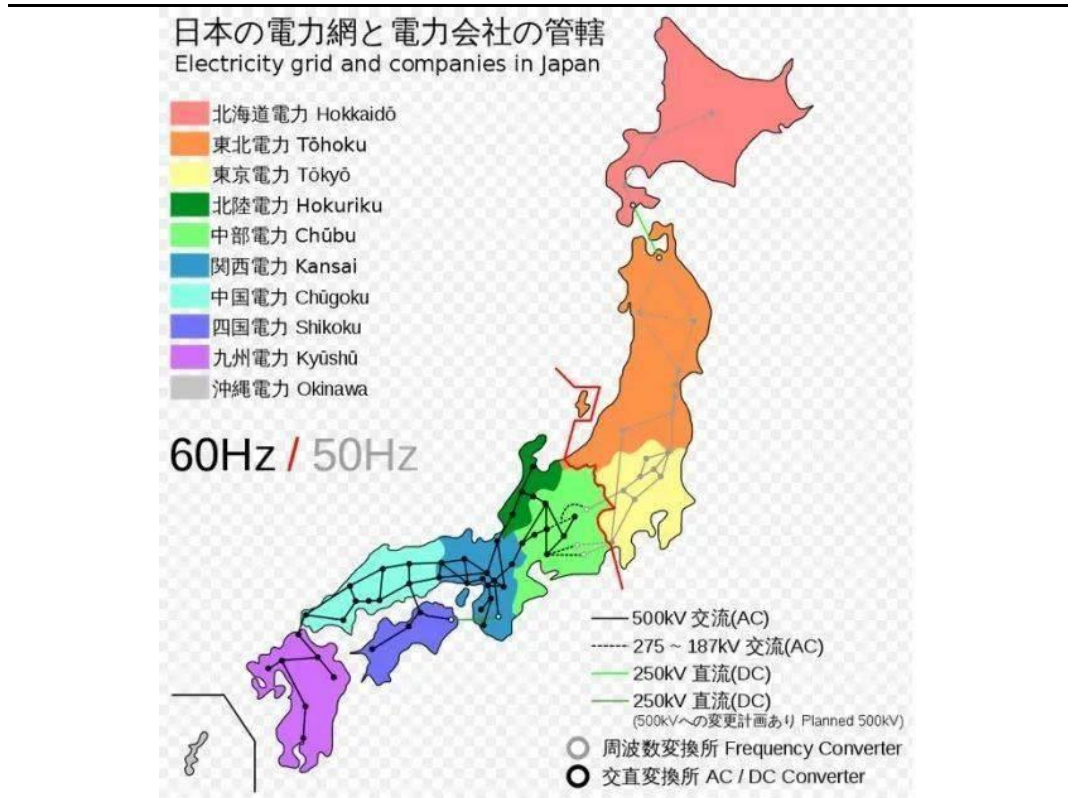 日本の電力網と電力会社の管轄
Electricity grid and companies in Japan
北海道電力 Hokkaidō
東北電力 Tōhoku
東京電力 Tōkyō
北陸電力 Hokuriku
中部電力 Chūbu
関西電力 Kansai
中国電力 Chūgoku
四国電力 Shikoku
九州電力 Kyūshū
沖縄電力 Okinawa
60Hz / 50Hz
500kV 交流(AC)
275 ~ 187kV 交流(AC)
250kV 直流(DC)
250kV 直流(DC)
(500kVへの変更計画あり Planned 500kV)
周波数変換所 Frequency Converter
交直変換所 AC / DC Converter